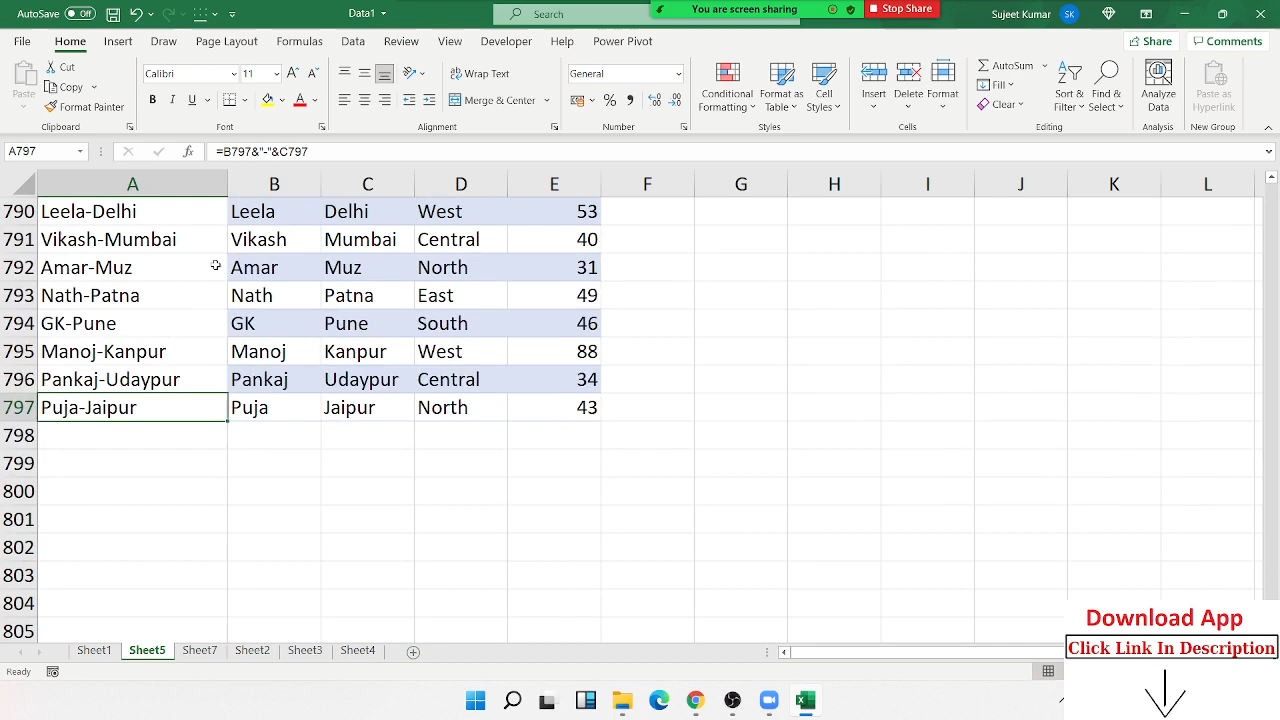 AutoSave Off Data1 Search You are screen sharing Stop Share Sujeet Kumar SK
File Home Insert Draw Page Layout Formulas Data Review View Developer Help Power Pivot Share Comments
Paste Cut Copy Format Painter Clipboard
Calibri 11 B I U A Font
Wrap Text Merge & Center Alignment
General % Number
Conditional Formatting Format as Table Cell Styles Styles
Insert Delete Format Cells
AutoSum Fill Clear Sort & Filter Find & Select Editing
Analyze Data Analysis
Paste as Hyperlink New Group
A797 fx =B797&"-"&C797
A B C D E F G H I J K L
790 Leela-Delhi Leela Delhi West 53
791 Vikash-Mumbai Vikash Mumbai Central 40
792 Amar-Muz Amar Muz North 31
793 Nath-Patna Nath Patna East 49
794 GK-Pune GK Pune South 46
795 Manoj-Kanpur Manoj Kanpur West 88
796 Pankaj-Udaypur Pankaj Udaypur Central 34
797 Puja-Jaipur Puja Jaipur North 43
798
799
800
801
802
803
804
805
Download App
Click Link In Description
Sheet1 Sheet5 Sheet7 Sheet2 Sheet3 Sheet4
Ready